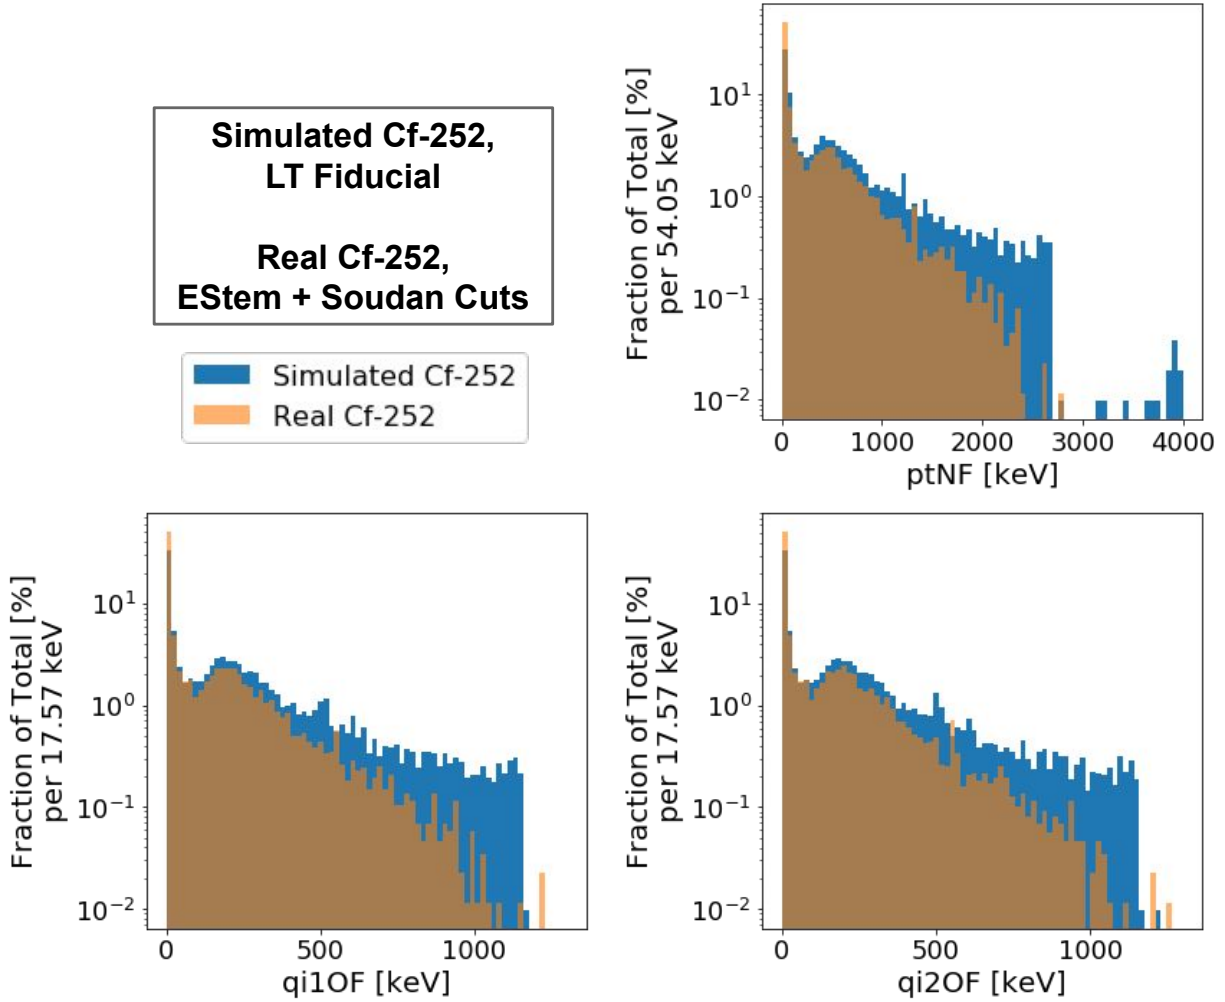 Simulated Cf-252,
LT Fiducial
Real Cf-252,
EStem + Soudan Cuts
Simulated Cf-252
Real Cf-252
Fraction of Total [%]
per 54.05 keV
10¹
10⁰
10⁻¹
10⁻²
0 1000 2000 3000 4000
ptNF [keV]
Fraction of Total [%]
per 17.57 keV
10¹
10⁰
10⁻¹
10⁻²
0 500 1000
qi1OF [keV]
Fraction of Total [%]
per 17.57 keV
10¹
10⁰
10⁻¹
10⁻²
0 500 1000
qi2OF [keV]